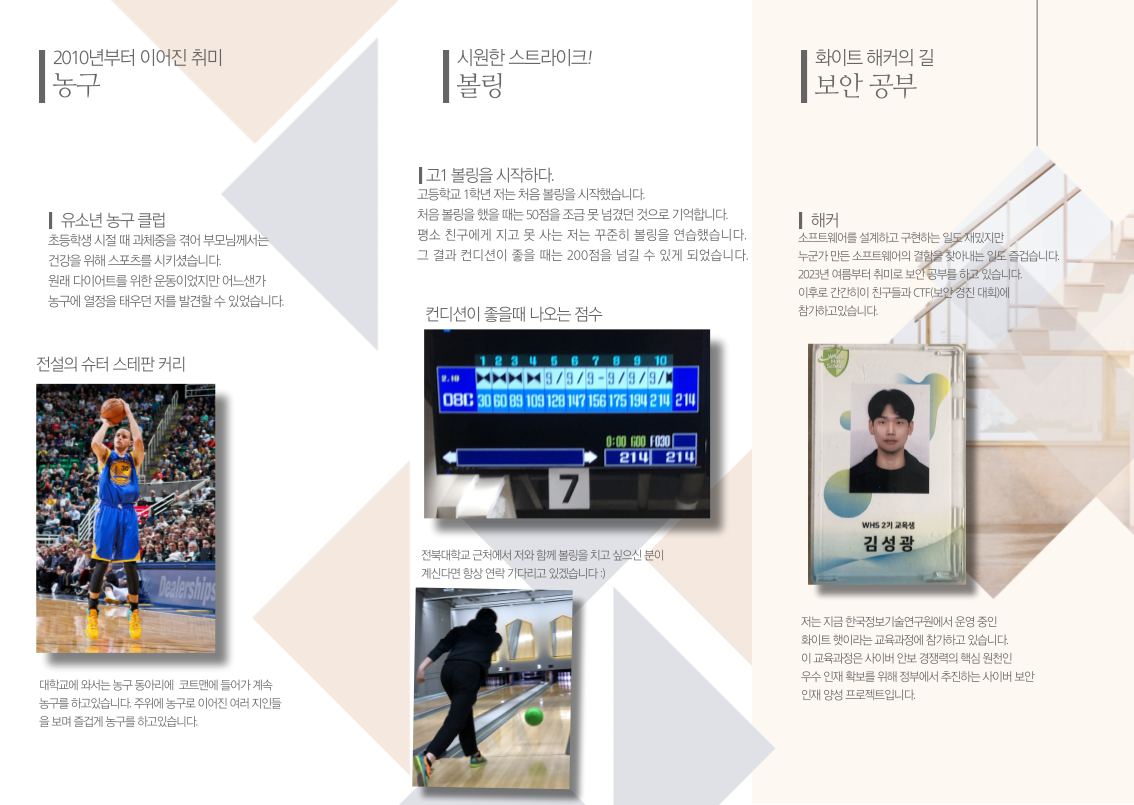 2010년부터 이어진 취미
농구
유소년 농구 클럽
초등학생 시절 때 과체중을 겪어 부모님께서는
건강을 위해 스포츠를 시키셨습니다.
원래 다이어트를 위한 운동이었지만 어느샌가
농구에 열정을 태우던 저를 발견할 수 있었습니다.
전설의 슈터 스테판 커리
30
Dealerships
대학교에 와서는 농구 동아리에 코트맨에 들어가 계속
농구를 하고있습니다. 주위에 농구로 이어진 여러 지인들
을 보며 즐겁게 농구를 하고있습니다.
시원한 스트라이크!
볼링
고1 볼링을 시작하다.
고등학교 1학년 저는 처음 볼링을 시작했습니다.
처음 볼링을 했을 때는 50점을 조금 못 넘겼던 것으로 기억합니다.
평소 친구에게 지고 못 사는 저는 꾸준히 볼링을 연습했습니다.
그 결과 컨디션이 좋을 때는 200점을 넘길 수 있게 되었습니다.
컨디션이 좋을때 나오는 점수
1 2 3 4 5 6 7 8 9 10
9/ 9/ 9- 9/ 9/ 9/
30 60 89 109 128 147 156 175 194 214 214
214 214
7
전북대학교 근처에서 저와 함께 볼링을 치고 싶으신 분이
계신다면 항상 연락 기다리고 있겠습니다 :)
화이트 해커의 길
보안 공부
해커
소프트웨어를 설계하고 구현하는 일도 재밌지만
누군가 만든 소프트웨어의 결함을 찾아내는 일도 즐겁습니다.
2023년 여름부터 취미로 보안 공부를 하고 있습니다.
이후로 간간히이 친구들과 CTF(보안 경진 대회)에
참가하고있습니다.
WHS 2기 교육생
김성광
저는 지금 한국정보기술연구원에서 운영 중인
화이트 햇이라는 교육과정에 참가하고 있습니다.
이 교육과정은 사이버 안보 경쟁력의 핵심 원천인
우수 인재 확보를 위해 정부에서 추진하는 사이버 보안
인재 양성 프로젝트입니다.